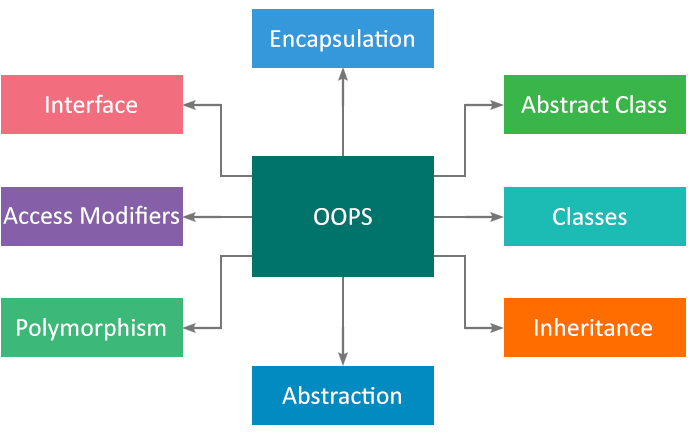 Encapsulation
Interface
Abstract Class
OOPS
Access Modifiers
Classes
Polymorphism
Inheritance
Abstraction